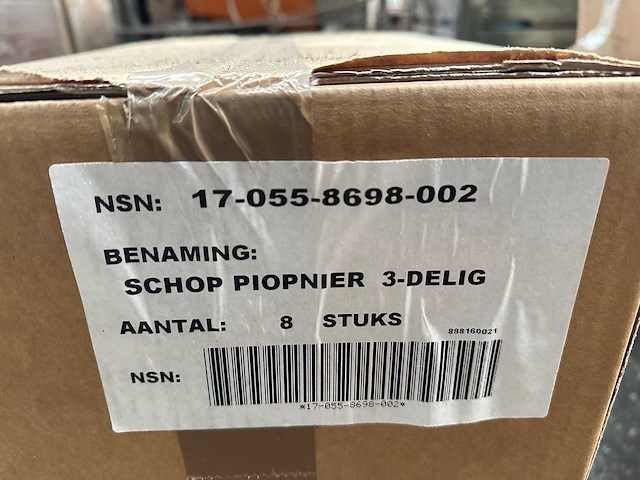 NSN: 17-055-8698-002
BENAMING:
SCHOP PIOPNIER 3-DELIG
AANTAL: 8 STUKS
888160021
NSN:
*17-055-8698-002*